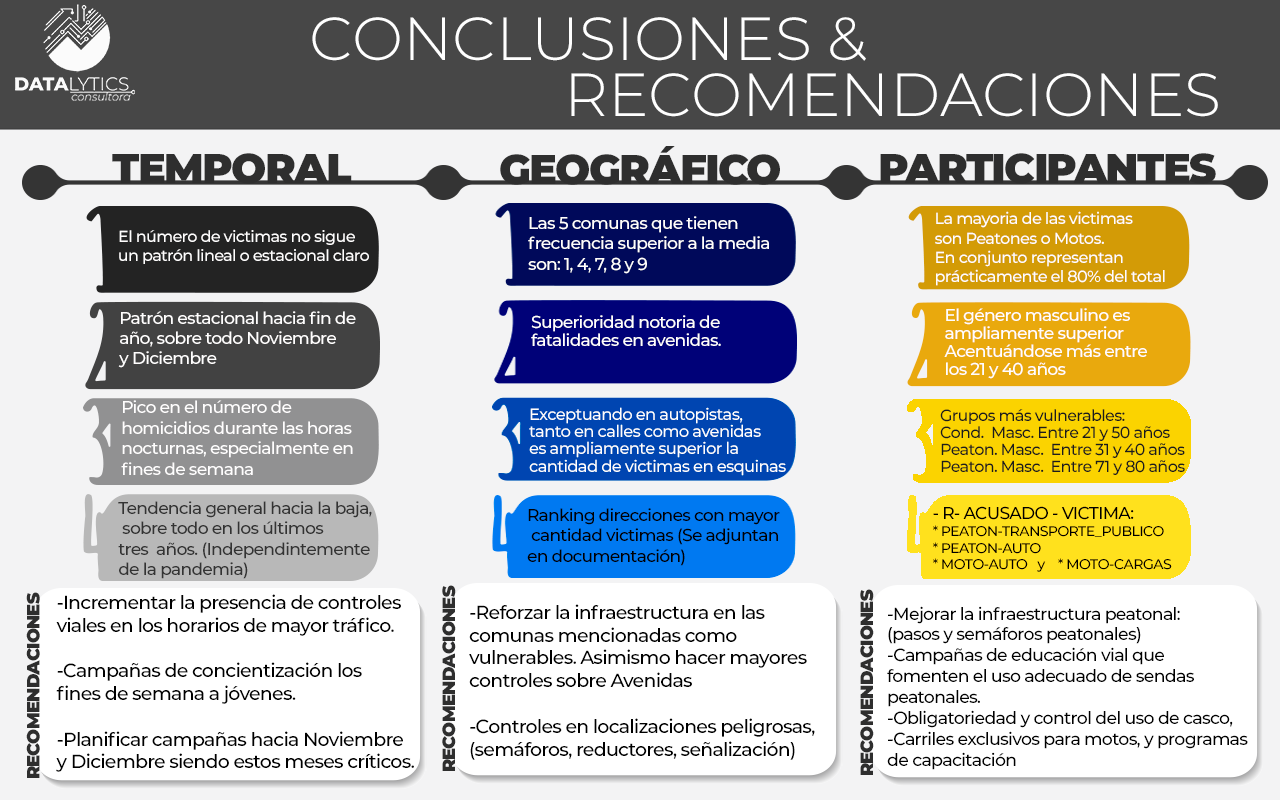 DATALYTICS
consultora
CONCLUSIONES &
RECOMENDACIONES
TEMPORAL
1
El número de victimas no sigue
un patrón lineal o estacional claro
2
Patrón estacional hacia fin de
año, sobre todo Noviembre
y Diciembre
3
Pico en el número de
homicidios durante las horas
nocturnas, especialmente en
fines de semana
4
Tendencia general hacia la baja,
sobre todo en los últimos
tres años. (Independintemente
de la pandemia)
RECOMENDACIONES
-Incrementar la presencia de controles
viales en los horarios de mayor tráfico.
-Campañas de concientización los
fines de semana a jóvenes.
-Planificar campañas hacia Noviembre
y Diciembre siendo estos meses críticos.
GEOGRÁFICO
1
Las 5 comunas que tienen
frecuencia superior a la media
son: 1, 4, 7, 8 y 9
2
Superioridad notoria de
fatalidades en avenidas.
3
Exceptuando en autopistas,
tanto en calles como avenidas
es ampliamente superior la
cantidad de victimas en esquinas
4
Ranking direcciones con mayor
cantidad victimas (Se adjuntan
en documentación)
RECOMENDACIONES
-Reforzar la infraestructura en las
comunas mencionadas como
vulnerables. Asimismo hacer mayores
controles sobre Avenidas
-Controles en localizaciones peligrosas,
(semáforos, reductores, señalización)
PARTICIPANTES
1
La mayoria de las victimas
son Peatones o Motos.
En conjunto representan
prácticamente el 80% del total
2
El género masculino es
ampliamente superior
Acentuándose más entre
los 21 y 40 años
3
Grupos más vulnerables:
Cond. Masc. Entre 21 y 50 años
Peaton. Masc. Entre 31 y 40 años
Peaton. Masc. Entre 71 y 80 años
4
- R- ACUSADO - VICTIMA:
* PEATON-TRANSPORTE_PUBLICO
* PEATON-AUTO
* MOTO-AUTO y * MOTO-CARGAS
RECOMENDACIONES
-Mejorar la infraestructura peatonal:
(pasos y semáforos peatonales)
-Campañas de educación vial que
fomenten el uso adecuado de sendas
peatonales.
-Obligatoriedad y control del uso de casco,
-Carriles exclusivos para motos, y programas
de capacitación